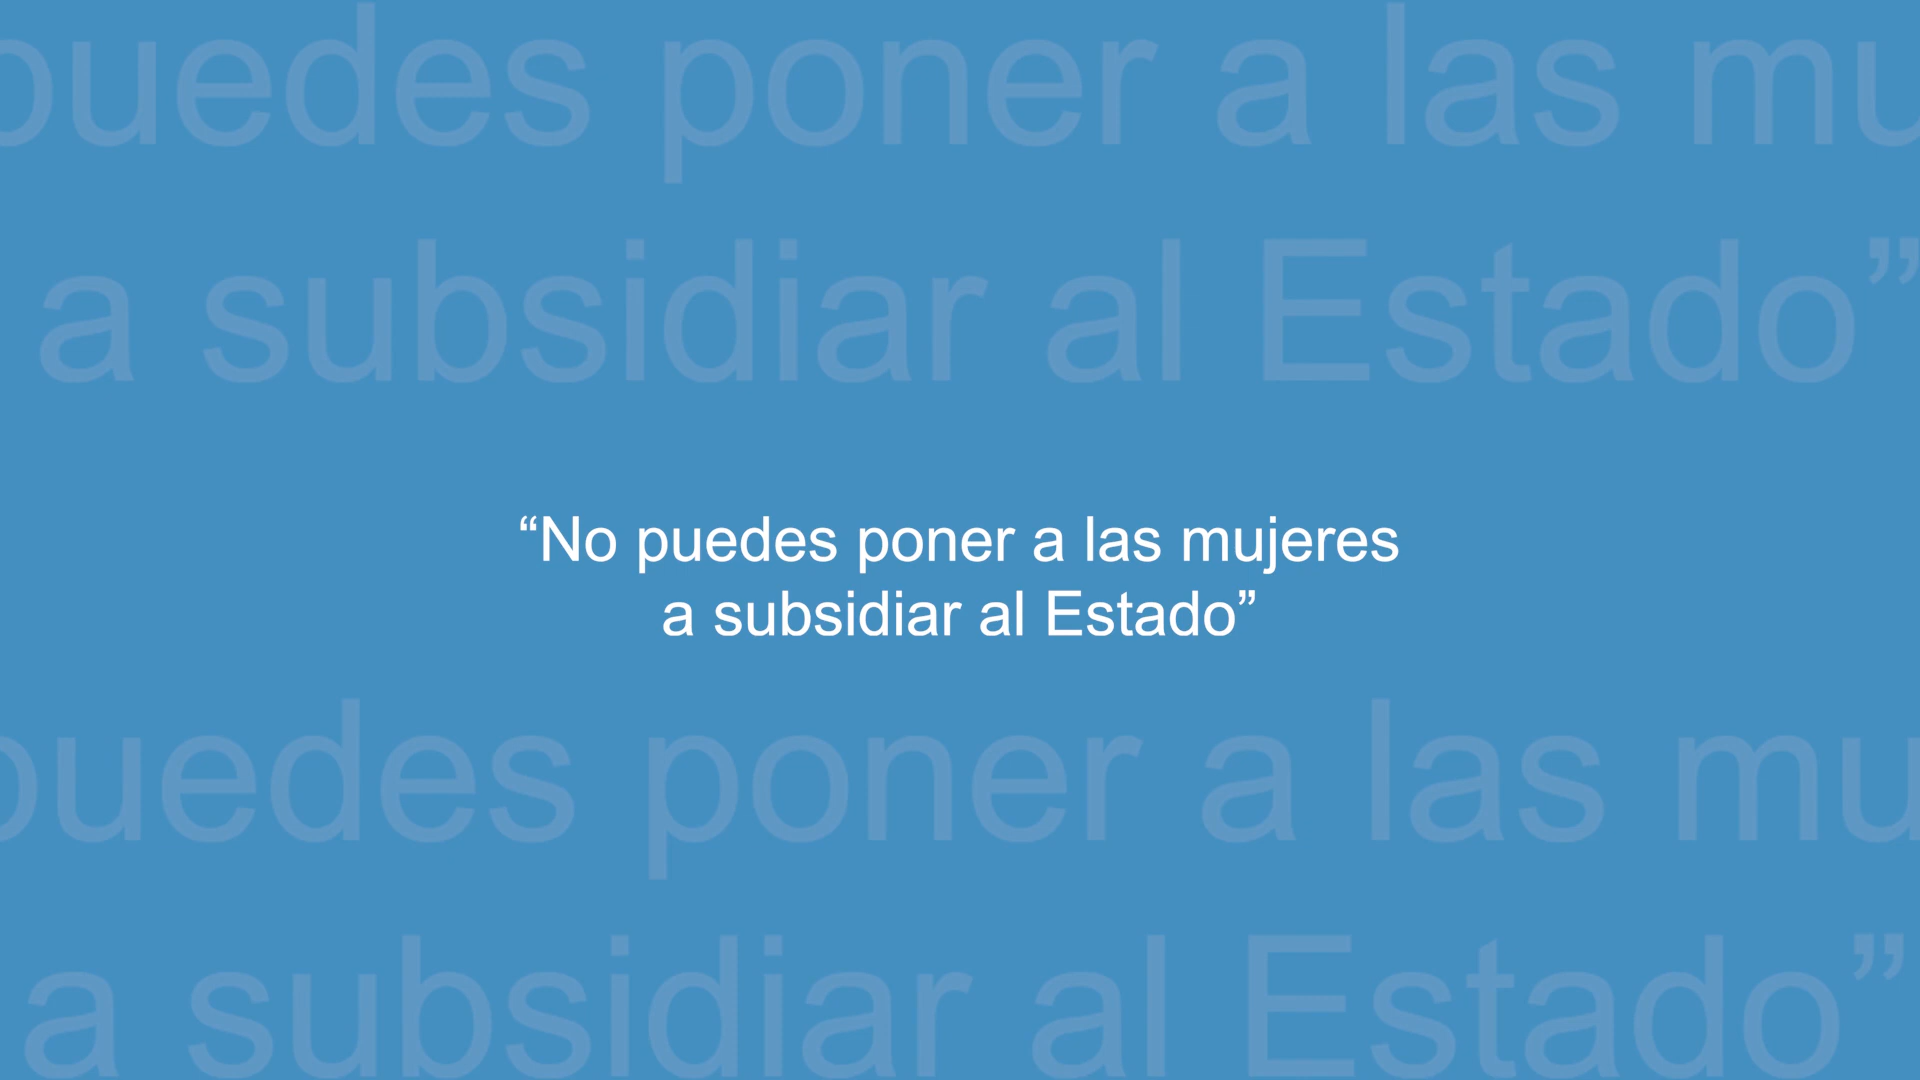 puedes poner a las mu
a subsidiar al Estado”
“No puedes poner a las mujeres
a subsidiar al Estado”
puedes poner a las mu
a subsidiar al Estado”